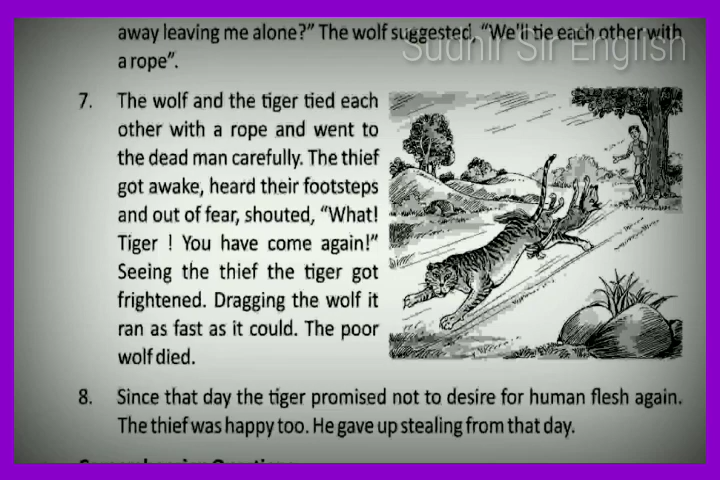 away leaving me alone?" The wolf suggested, "We'll tie each other with
Sudhir Sir English
a rope".
7. The wolf and the tiger tied each
other with a rope and went to
the dead man carefully. The thief
got awake, heard their footsteps
and out of fear, shouted, "What!
Tiger ! You have come again!"
Seeing the thief the tiger got
frightened. Dragging the wolf it
ran as fast as it could. The poor
wolf died.
8. Since that day the tiger promised not to desire for human flesh again.
The thief was happy too. He gave up stealing from that day.